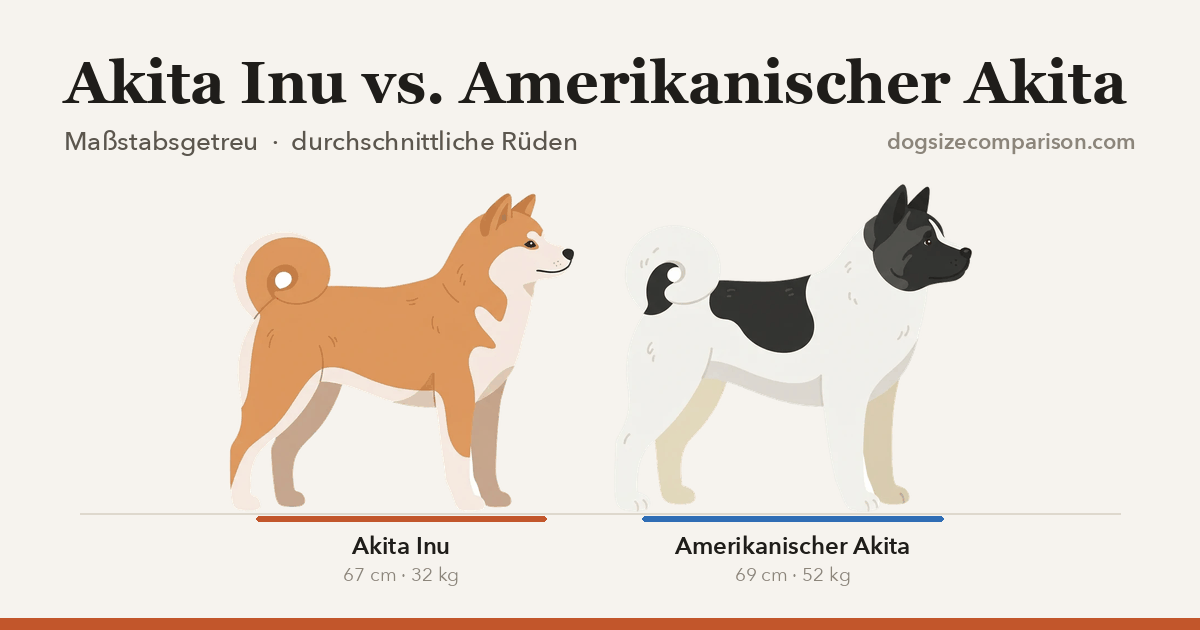 Akita Inu vs. Amerikanischer Akita
Maßstabsgetreu · durchschnittliche Rüden
dogsizecomparison.com
Akita Inu
67 cm · 32 kg
Amerikanischer Akita
69 cm · 52 kg